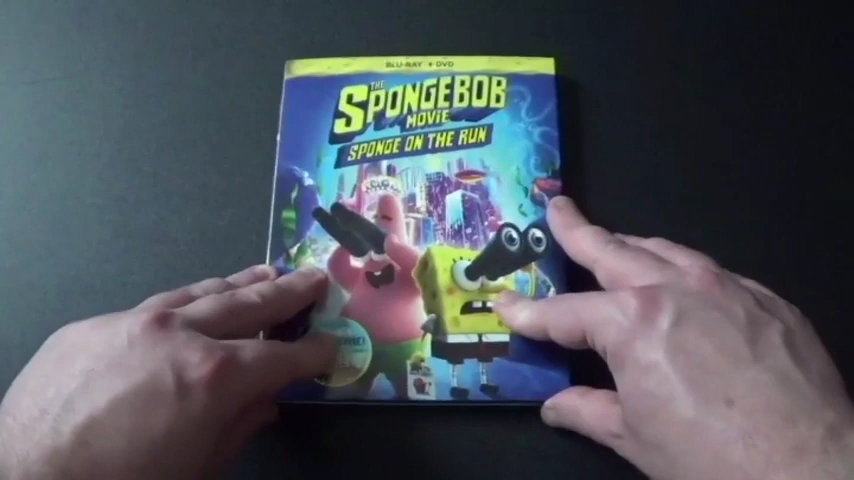 BLU-RAY + DVD
THE
SPONGEBOB
MOVIE
SPONGE ON THE RUN